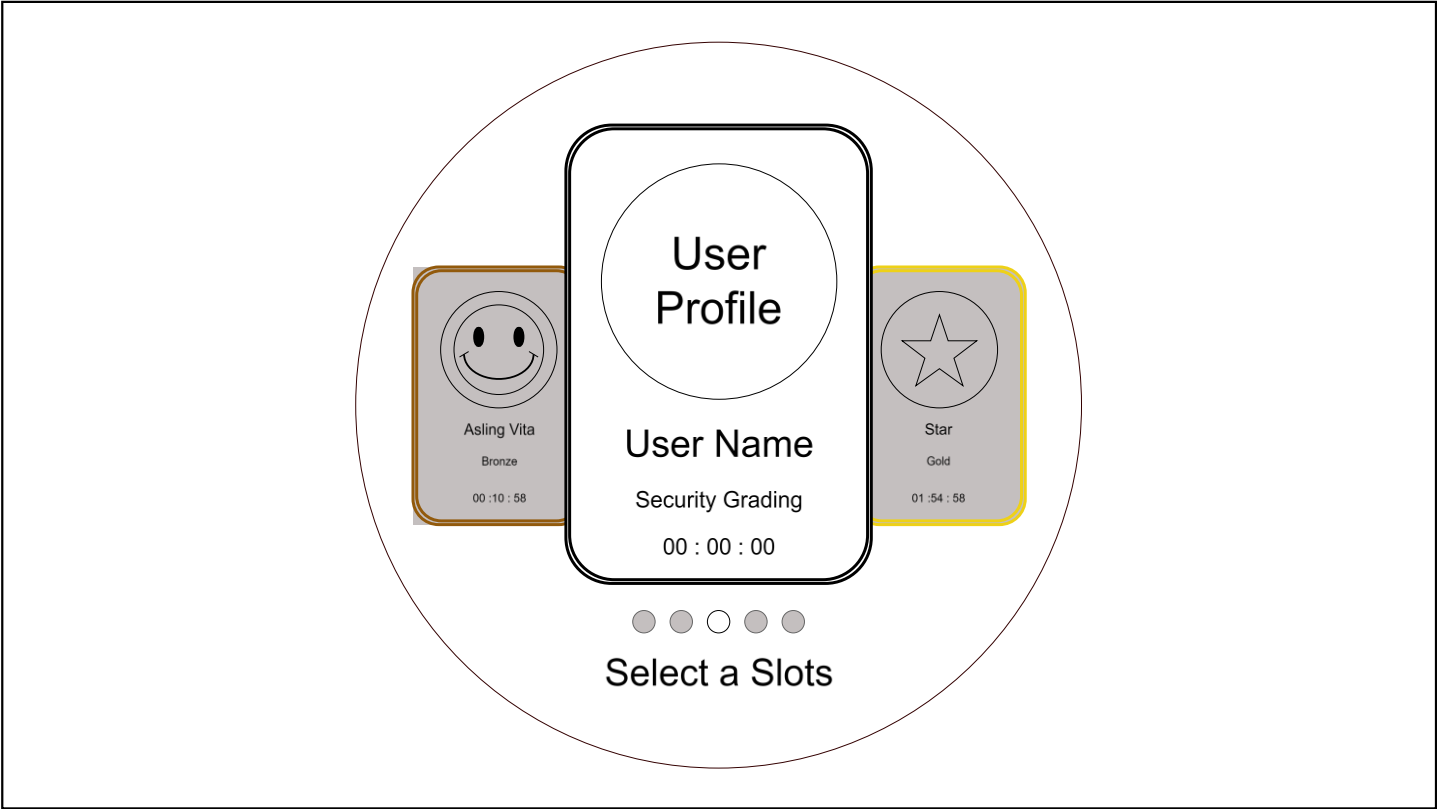 User
Profile
User Name
Security Grading
00 : 00 : 00
Asling Vita
Bronze
00 :10 : 58
Star
Gold
01 :54 : 58
Select a Slots